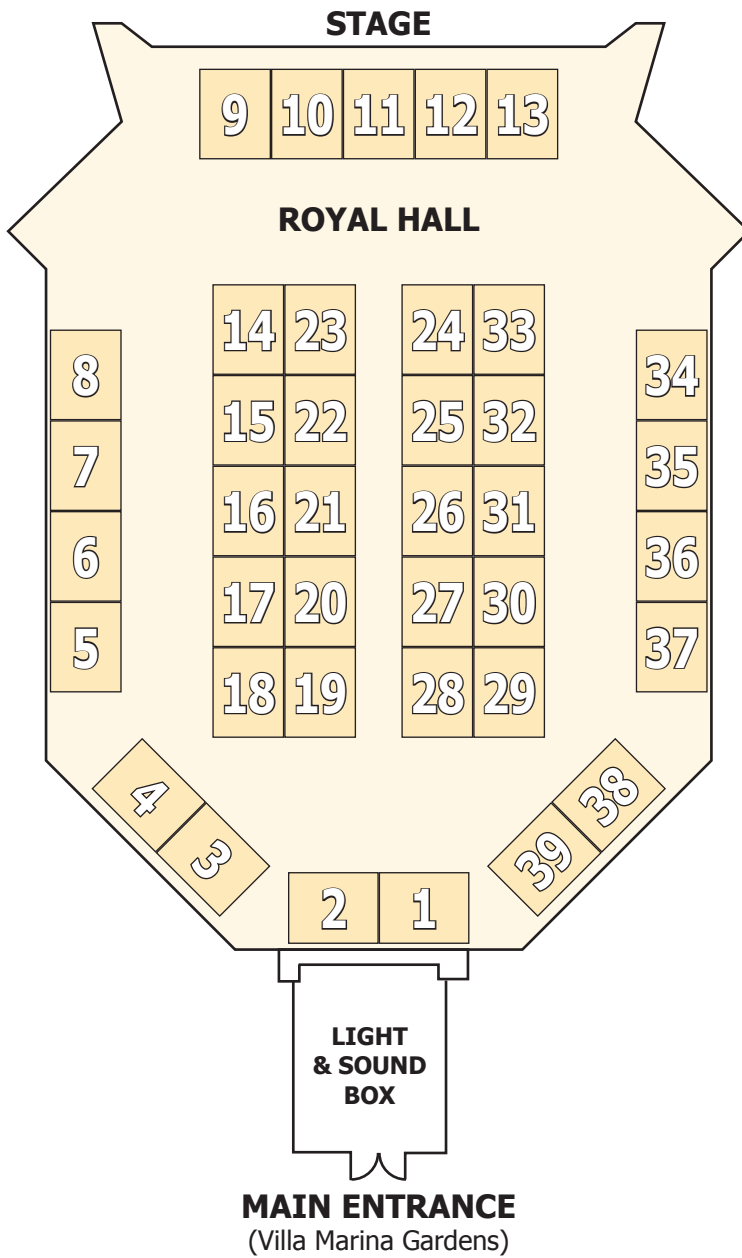 STAGE
9 10 11 12 13
ROYAL HALL
14 23 24 33
8 34
15 22 25 32
7 35
16 21 26 31
6 36
17 20 27 30
5 37
18 19 28 29
4 38
3 39
2 1
LIGHT
& SOUND
BOX
MAIN ENTRANCE
(Villa Marina Gardens)